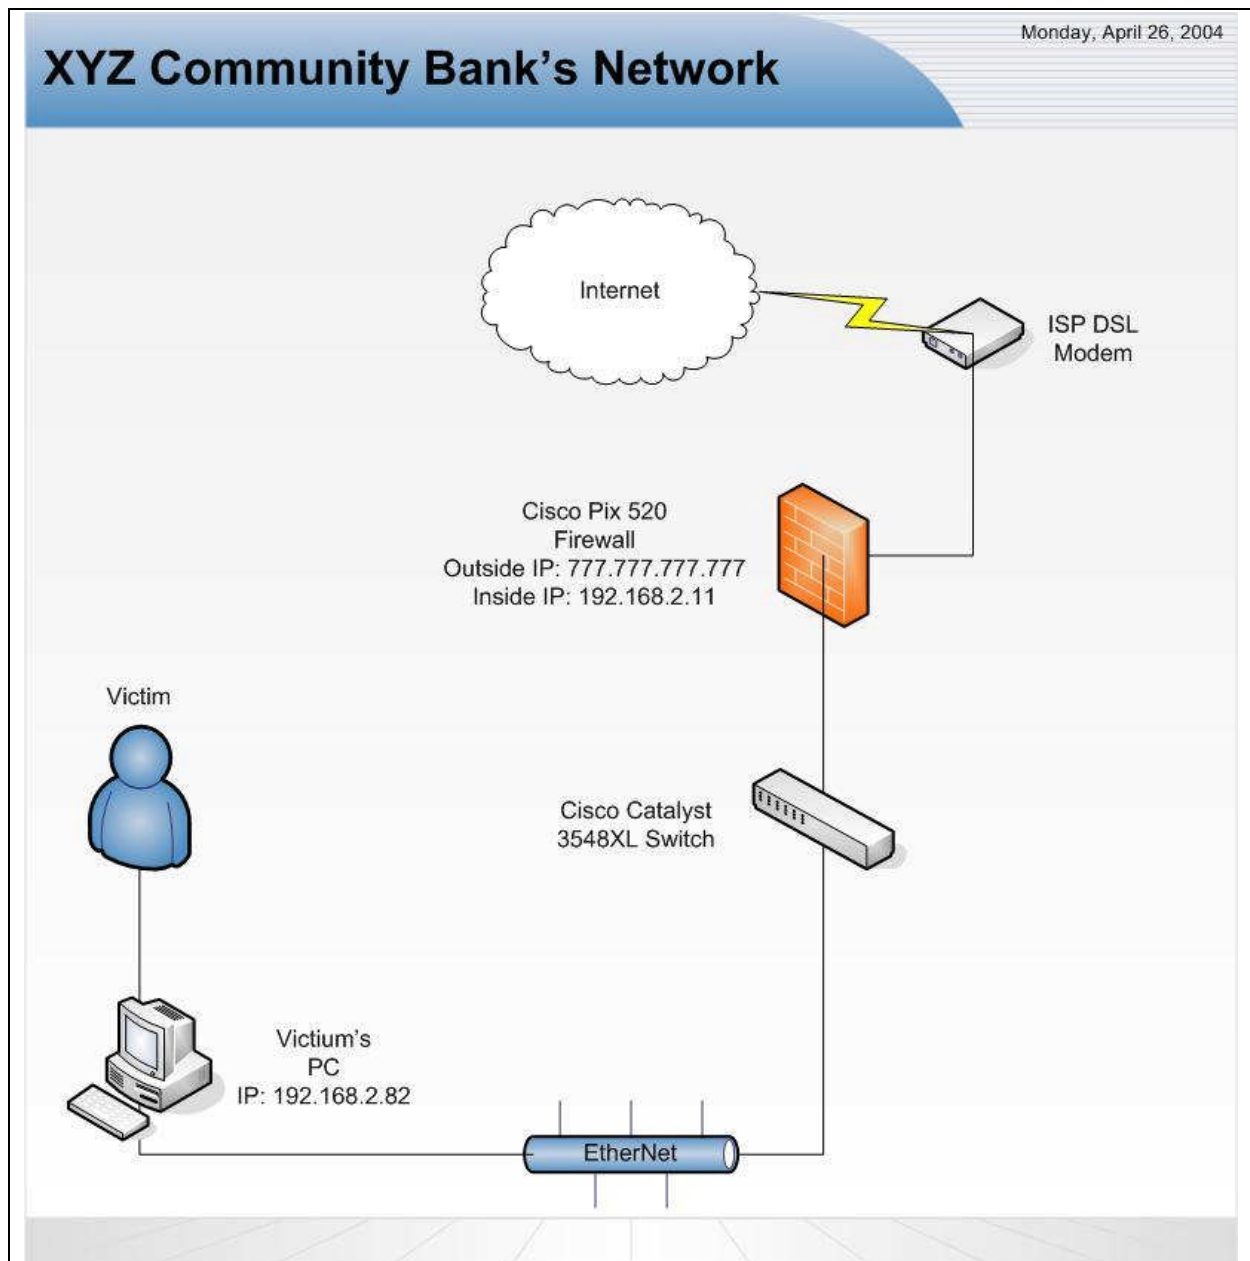 Monday, April 26, 2004
XYZ Community Bank's Network
Internet
ISP DSL
Modem
Cisco Pix 520
Firewall
Outside IP: 777.777.777.777
Inside IP: 192.168.2.11
Victim
Cisco Catalyst
3548XL Switch
Victium's
PC
IP: 192.168.2.82
EtherNet